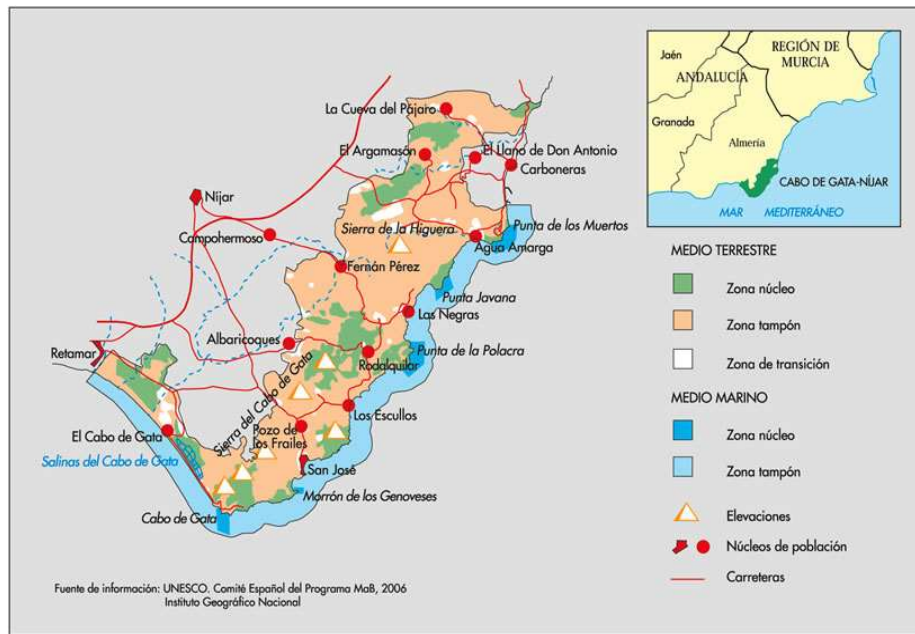 La Cueva del Pájaro
El Argamasón
El Llano de Don Antonio
Carboneras
Níjar
Campohermoso
Sierra de la Higuera
Punta de los Muertos
Agua Amarga
Fernán Pérez
Punta Javana
Las Negras
Albaricoques
Retamar
Punta de la Polacra
Rodalquilar
Sierra del Cabo de Gata
Los Escullos
El Cabo de Gata
Pozo de
los Frailes
Salinas del Cabo de Gata
San José
Morrón de los Genoveses
Cabo de Gata
Fuente de información: UNESCO. Comité Español del Programa MaB, 2006
Instituto Geográfico Nacional
Jaén
REGIÓN DE
MURCIA
ANDALUCÍA
Granada
Almería
CABO DE GATA-NÍJAR
MAR MEDITERRÁNEO
MEDIO TERRESTRE
Zona núcleo
Zona tampón
Zona de transición
MEDIO MARINO
Zona núcleo
Zona tampón
Elevaciones
Núcleos de población
Carreteras